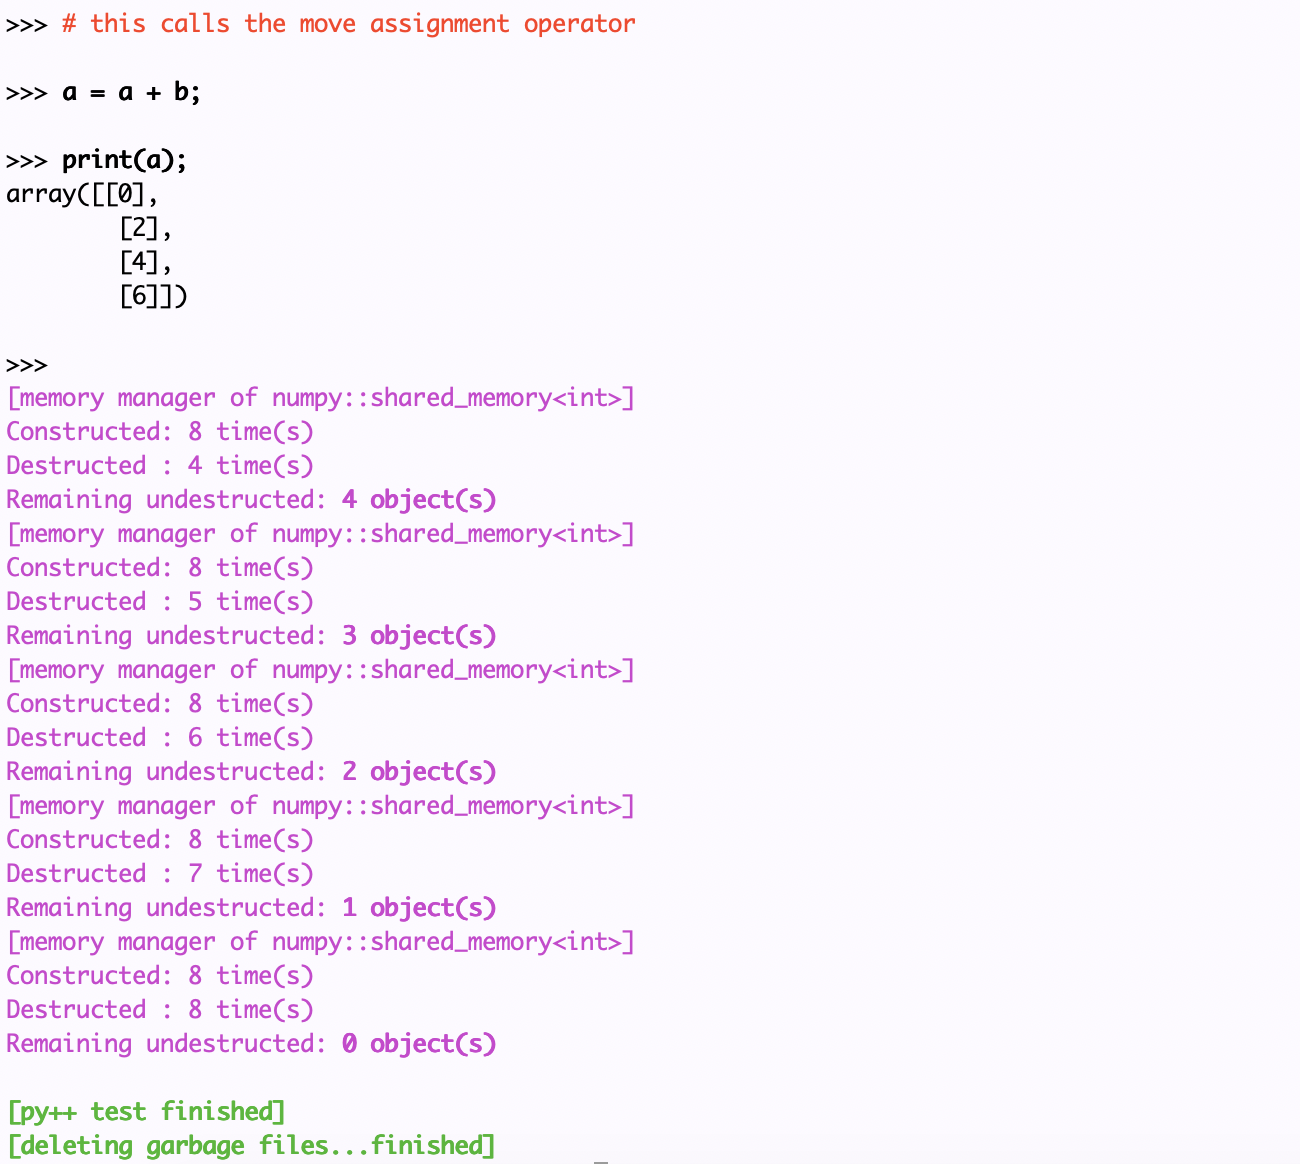 >>> # this calls the move assignment operator
>>> a = a + b;
>>> print(a);
array([[0],
        [2],
        [4],
        [6]])
>>>
[memory manager of numpy::shared_memory<int>]
Constructed: 8 time(s)
Destructed : 4 time(s)
Remaining undestructed: 4 object(s)
[memory manager of numpy::shared_memory<int>]
Constructed: 8 time(s)
Destructed : 5 time(s)
Remaining undestructed: 3 object(s)
[memory manager of numpy::shared_memory<int>]
Constructed: 8 time(s)
Destructed : 6 time(s)
Remaining undestructed: 2 object(s)
[memory manager of numpy::shared_memory<int>]
Constructed: 8 time(s)
Destructed : 7 time(s)
Remaining undestructed: 1 object(s)
[memory manager of numpy::shared_memory<int>]
Constructed: 8 time(s)
Destructed : 8 time(s)
Remaining undestructed: 0 object(s)
[py++ test finished]
[deleting garbage files...finished]